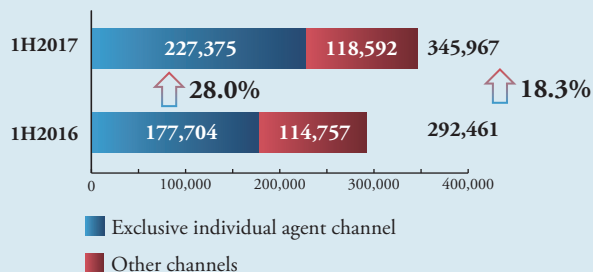 1H2017 227,375 118,592 345,967
28.0% 18.3%
1H2016 177,704 114,757 292,461
0 100,000 200,000 300,000 400,000
Exclusive individual agent channel
Other channels